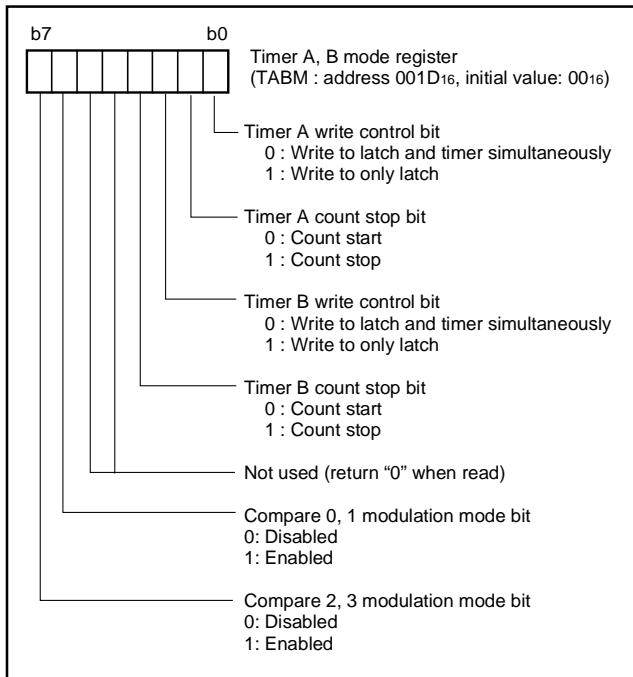 b7 b0
Timer A, B mode register
(TABM : address 001D16, initial value: 0016)
Timer A write control bit
0 : Write to latch and timer simultaneously
1 : Write to only latch
Timer A count stop bit
0 : Count start
1 : Count stop
Timer B write control bit
0 : Write to latch and timer simultaneously
1 : Write to only latch
Timer B count stop bit
0 : Count start
1 : Count stop
Not used (return “0” when read)
Compare 0, 1 modulation mode bit
0: Disabled
1: Enabled
Compare 2, 3 modulation mode bit
0: Disabled
1: Enabled